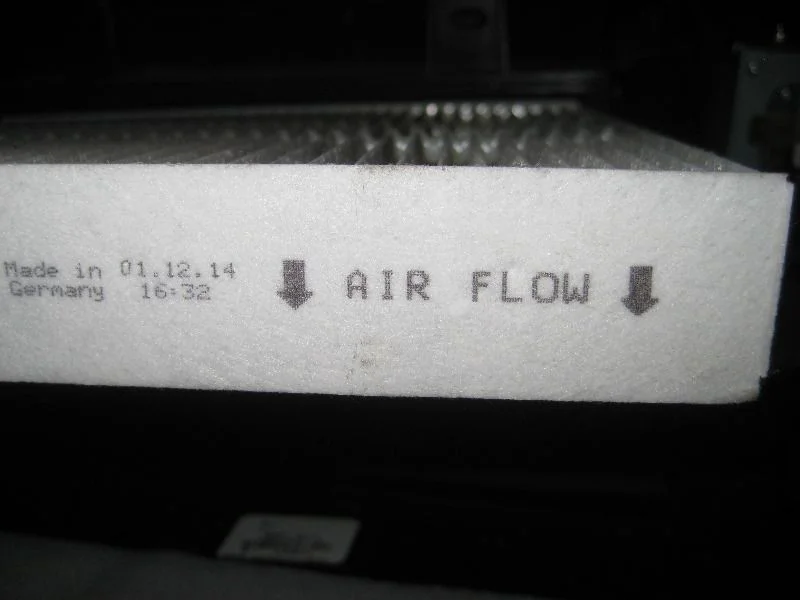 Made in 01.12.14
Germany 16:32
AIR FLOW